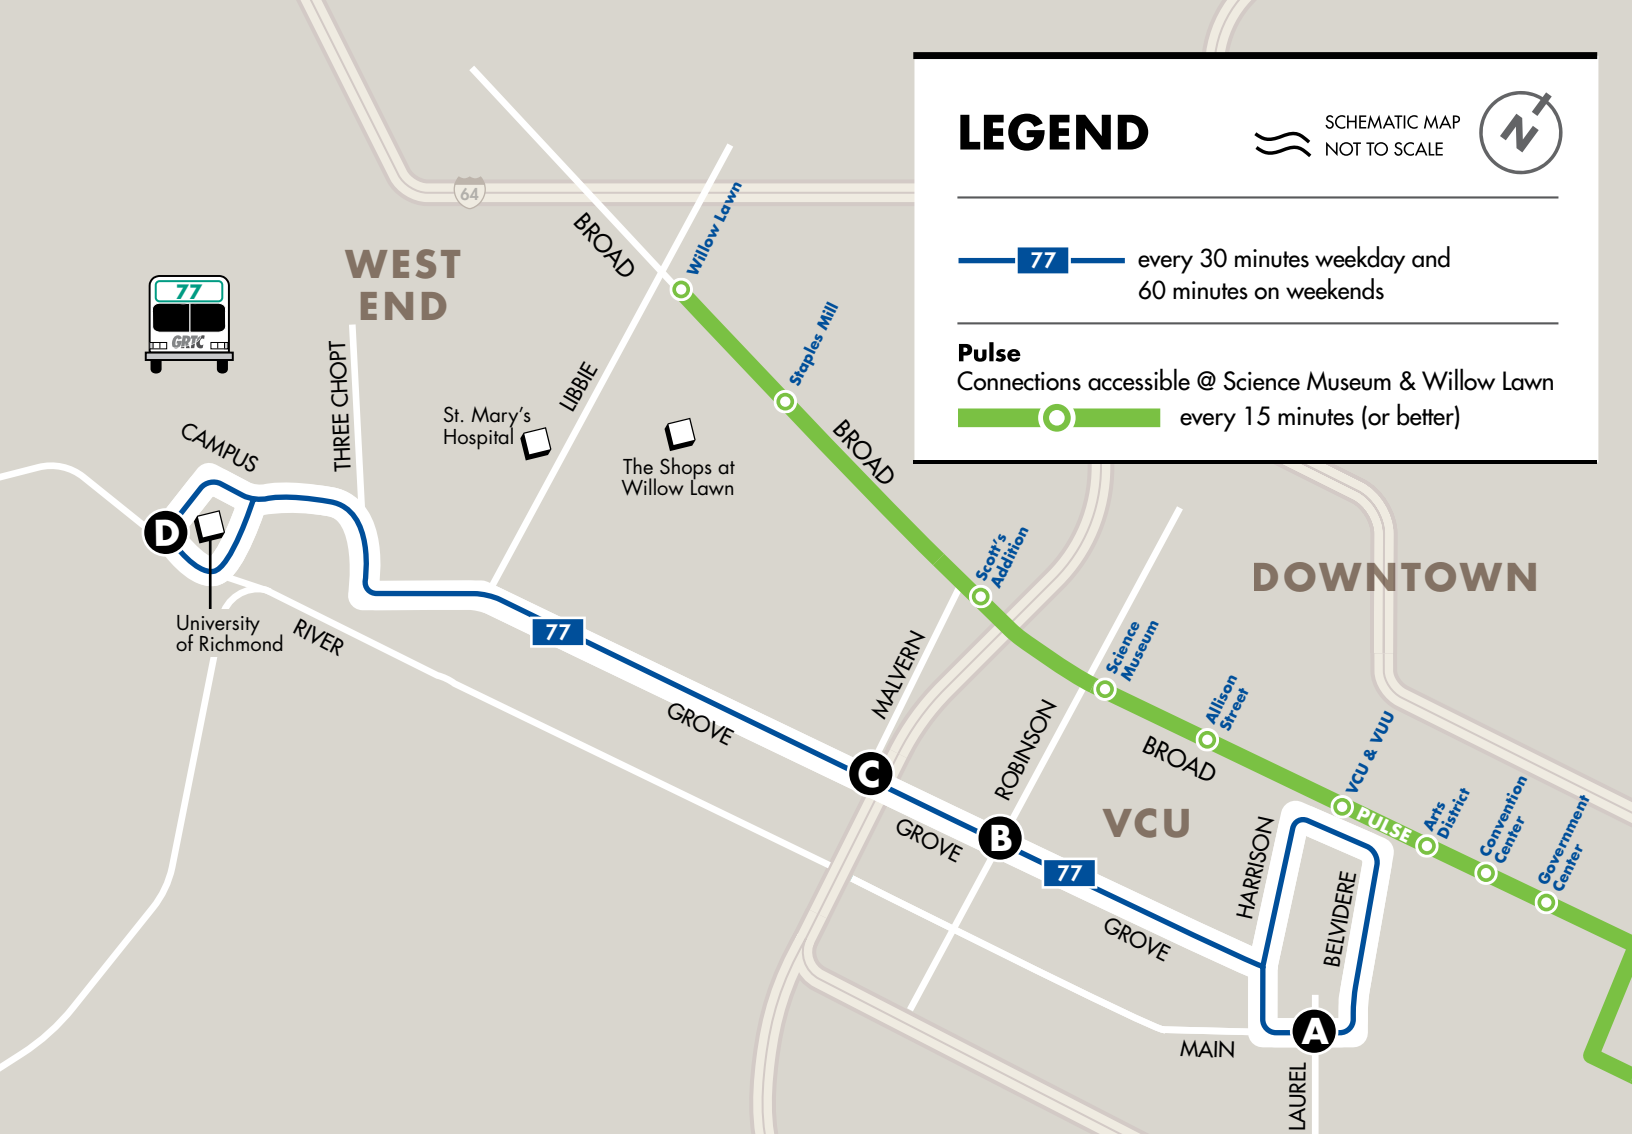 LEGEND
SCHEMATIC MAP
NOT TO SCALE
N
77
every 30 minutes weekday and
60 minutes on weekends
Pulse
Connections accessible @ Science Museum & Willow Lawn
every 15 minutes (or better)
64
WEST
END
77
GRTC
BROAD
Willow Lawn
Staples Mill
THREE CHOPT
LIBBIE
St. Mary's
Hospital
The Shops at
Willow Lawn
BROAD
CAMPUS
D
University
of Richmond
RIVER
77
GROVE
Scott's
Addition
MALVERN
DOWNTOWN
Science
Museum
Allison
Street
BROAD
ROBINSON
C
VCU & VUU
PULSE
Arts
District
Convention
Center
Government
Center
VCU
GROVE
B
77
GROVE
HARRISON
BELVIDERE
A
MAIN
LAUREL